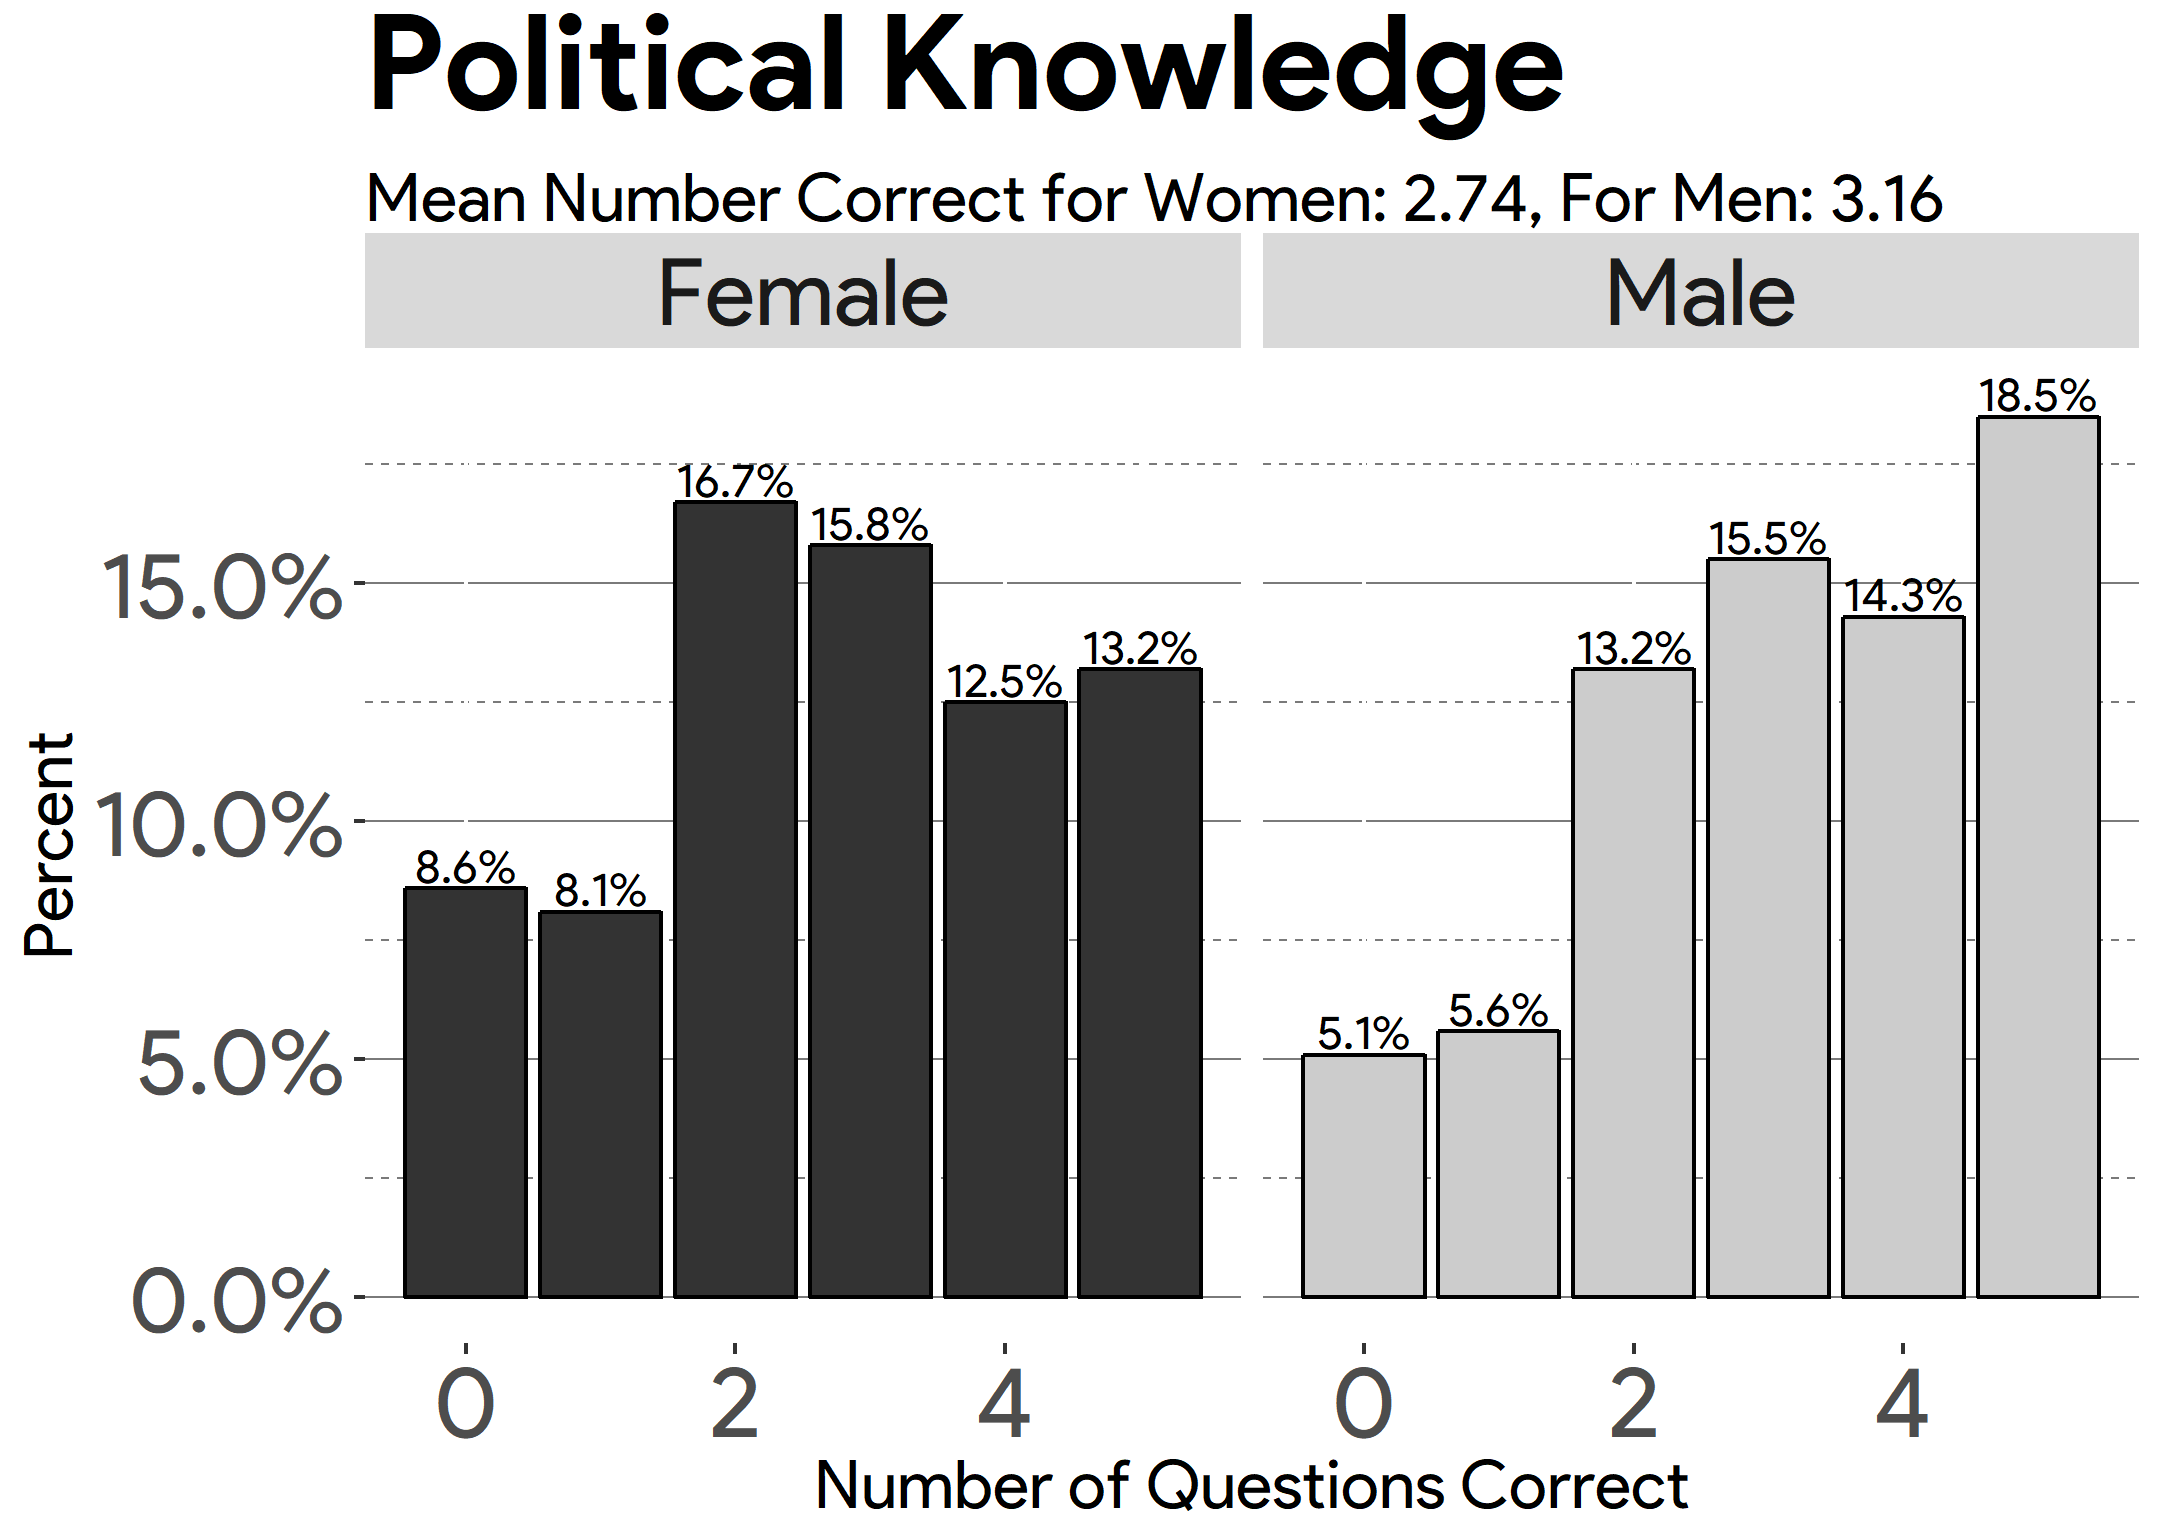 Political Knowledge
Mean Number Correct for Women: 2.74, For Men: 3.16
Female
Male
Percent
15.0%
10.0%
5.0%
0.0%
8.6%
8.1%
16.7%
15.8%
12.5%
13.2%
5.1%
5.6%
13.2%
15.5%
14.3%
18.5%
0 2 4
0 2 4
Number of Questions Correct